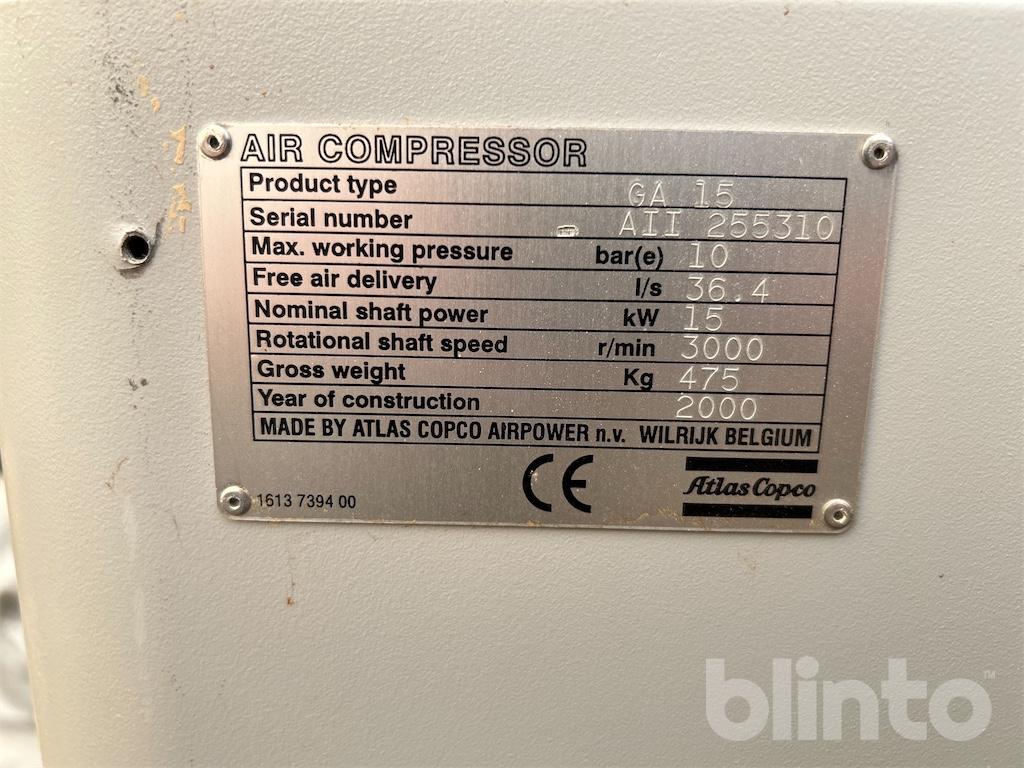 AIR COMPRESSOR
Product type GA 15
Serial number AII 255310
Max. working pressure bar(e) 10
Free air delivery l/s 36.4
Nominal shaft power kW 15
Rotational shaft speed r/min 3000
Gross weight Kg 475
Year of construction 2000
MADE BY ATLAS COPCO AIRPOWER n.v. WILRIJK BELGIUM
1613 7394 00 CE Atlas Copco
blinto™